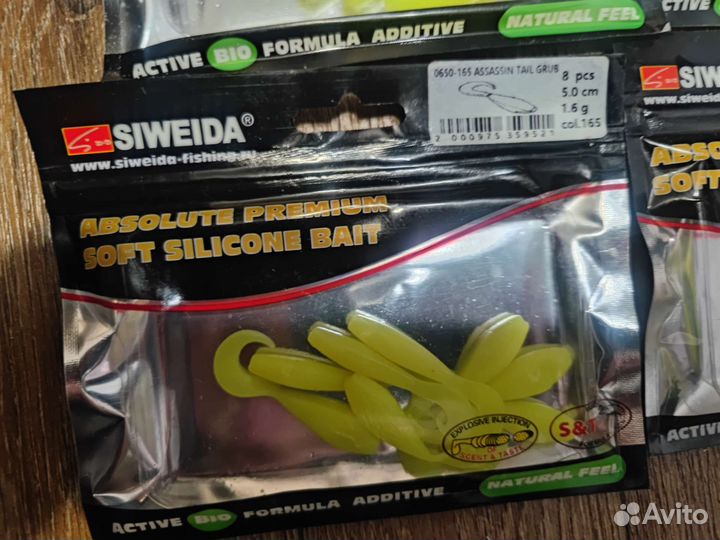 ACTIVE BIO FORMULA ADDITIVE
NATURAL FEEL
ACTIVE
0650-165 ASSASSIN TAIL GRUB
8 pcs
5.0 cm
1.6 g
col.165
2 000975 359521
SIWEIDA®
www.siweida-fishing.ru
ABSOLUTE PREMIUM
SOFT SILICONE BAIT
SOFT
EXPLOSIVE INJECTION
SCENT & TASTE
S&T
ACTIVE BIO FORMULA ADDITIVE
NATURAL FEEL
ACTIVE
Avito